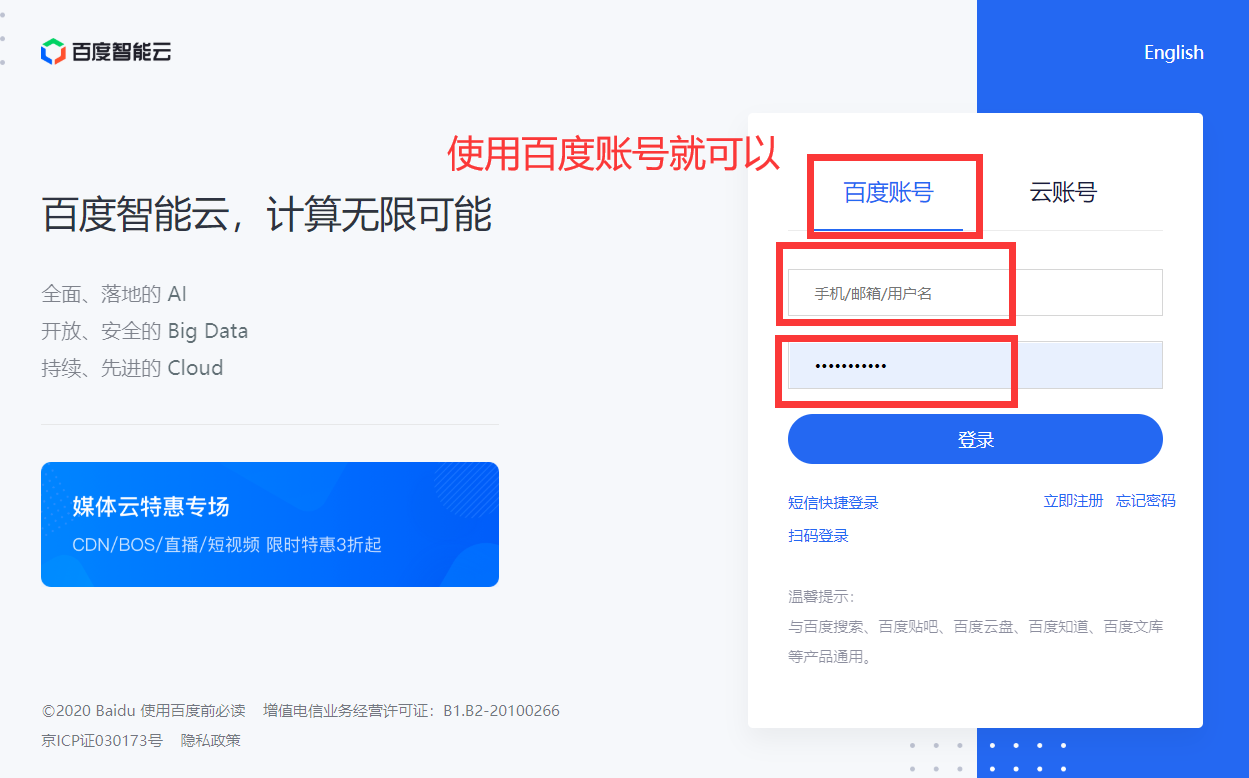 百度智能云
English
使用百度账号就可以
百度账号
云账号
百度智能云，计算无限可能
手机/邮箱/用户名
全面、落地的 AI
开放、安全的 Big Data
持续、先进的 Cloud
•••••••••••
登录
媒体云特惠专场
CDN/BOS/直播/短视频 限时特惠3折起
短信快捷登录
立即注册 忘记密码
扫码登录
温馨提示：
与百度搜索、百度贴吧、百度云盘、百度知道、百度文库
等产品通用。
©2020 Baidu 使用百度前必读 增值电信业务经营许可证：B1.B2-20100266
京ICP证030173号 隐私政策